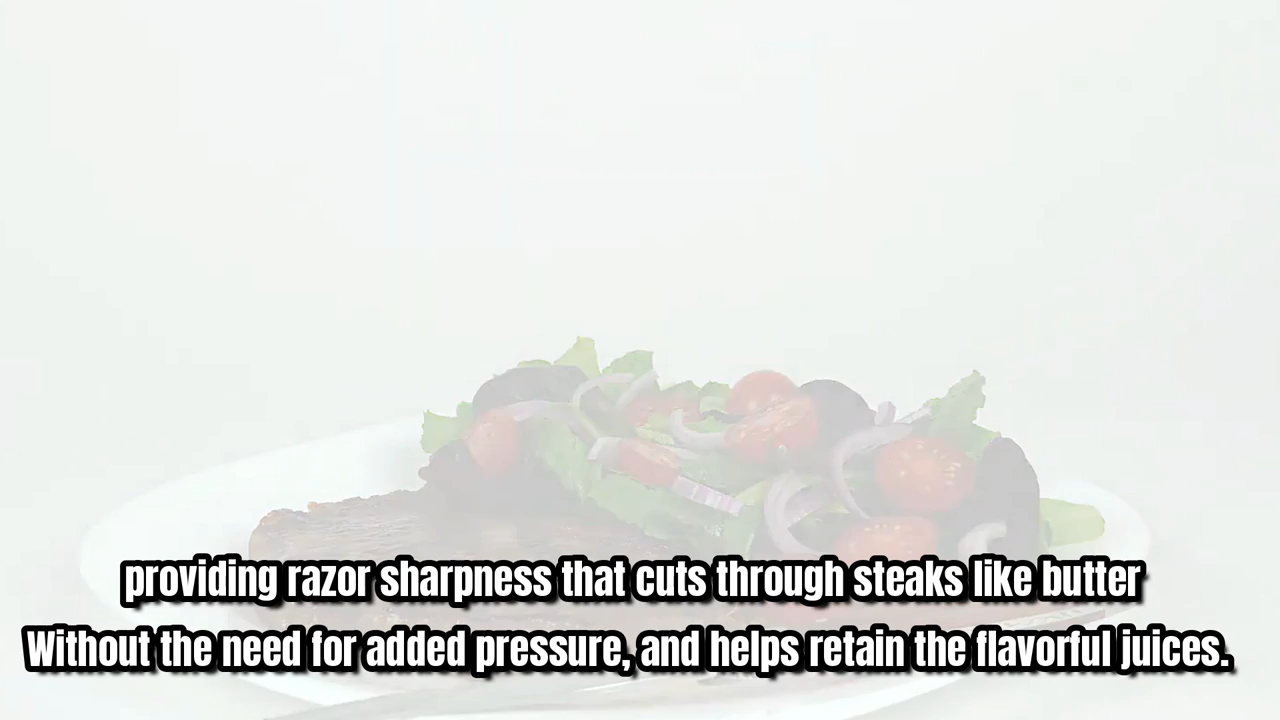 providing razor sharpness that cuts through steaks like butter
Without the need for added pressure, and helps retain the flavorful juices.